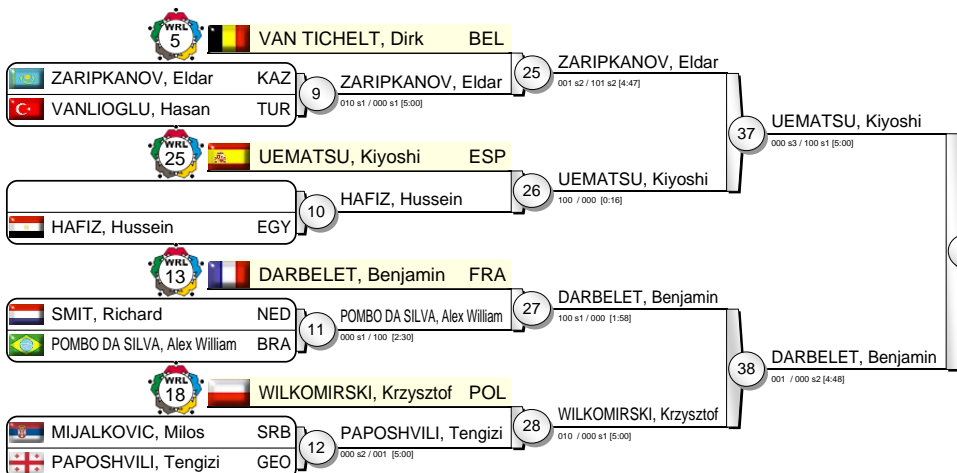 WRL
5
VAN TICHELT, Dirk BEL
ZARIPKANOV, Eldar KAZ
VANLIOGLU, Hasan TUR
9
ZARIPKANOV, Eldar
010 s1 / 000 s1 [5:00]
25
ZARIPKANOV, Eldar
001 s2 / 101 s2 [4:47]
WRL
25
UEMATSU, Kiyoshi ESP
HAFIZ, Hussein EGY
10
HAFIZ, Hussein
26
UEMATSU, Kiyoshi
100 / 000 [0:16]
37
UEMATSU, Kiyoshi
000 s3 / 100 s1 [5:00]
WRL
13
DARBELET, Benjamin FRA
SMIT, Richard NED
POMBO DA SILVA, Alex William BRA
11
POMBO DA SILVA, Alex William
000 s1 / 100 [2:30]
27
DARBELET, Benjamin
100 s1 / 000 [1:58]
WRL
18
WILKOMIRSKI, Krzysztof POL
MIJALKOVIC, Milos SRB
PAPOSHVILI, Tengizi GEO
12
PAPOSHVILI, Tengizi
000 s2 / 001 [5:00]
28
WILKOMIRSKI, Krzysztof
010 / 000 s1 [5:00]
38
DARBELET, Benjamin
001 / 000 s2 [4:48]